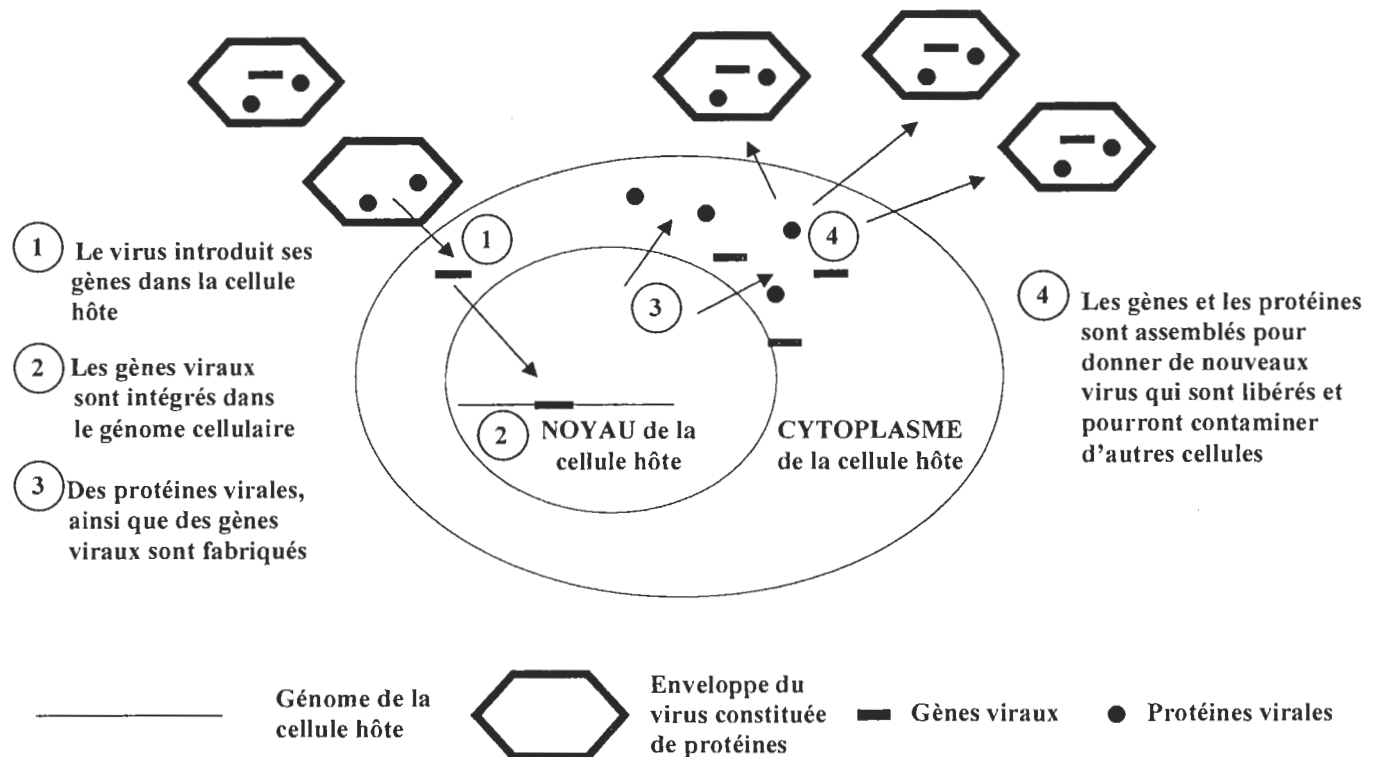 1
Le virus introduit ses
gènes dans la cellule
hôte
2
Les gènes viraux
sont intégrés dans
le génome cellulaire
3
Des protéines virales,
ainsi que des gènes
viraux sont fabriqués
1
2
3
4
NOYAU de la
cellule hôte
CYTOPLASME
de la cellule hôte
4
Les gènes et les protéines
sont assemblés pour
donner de nouveaux
virus qui sont libérés et
pourront contaminer
d'autres cellules
Génome de la
cellule hôte
Enveloppe du
virus constituée
de protéines
Gènes viraux
Protéines virales